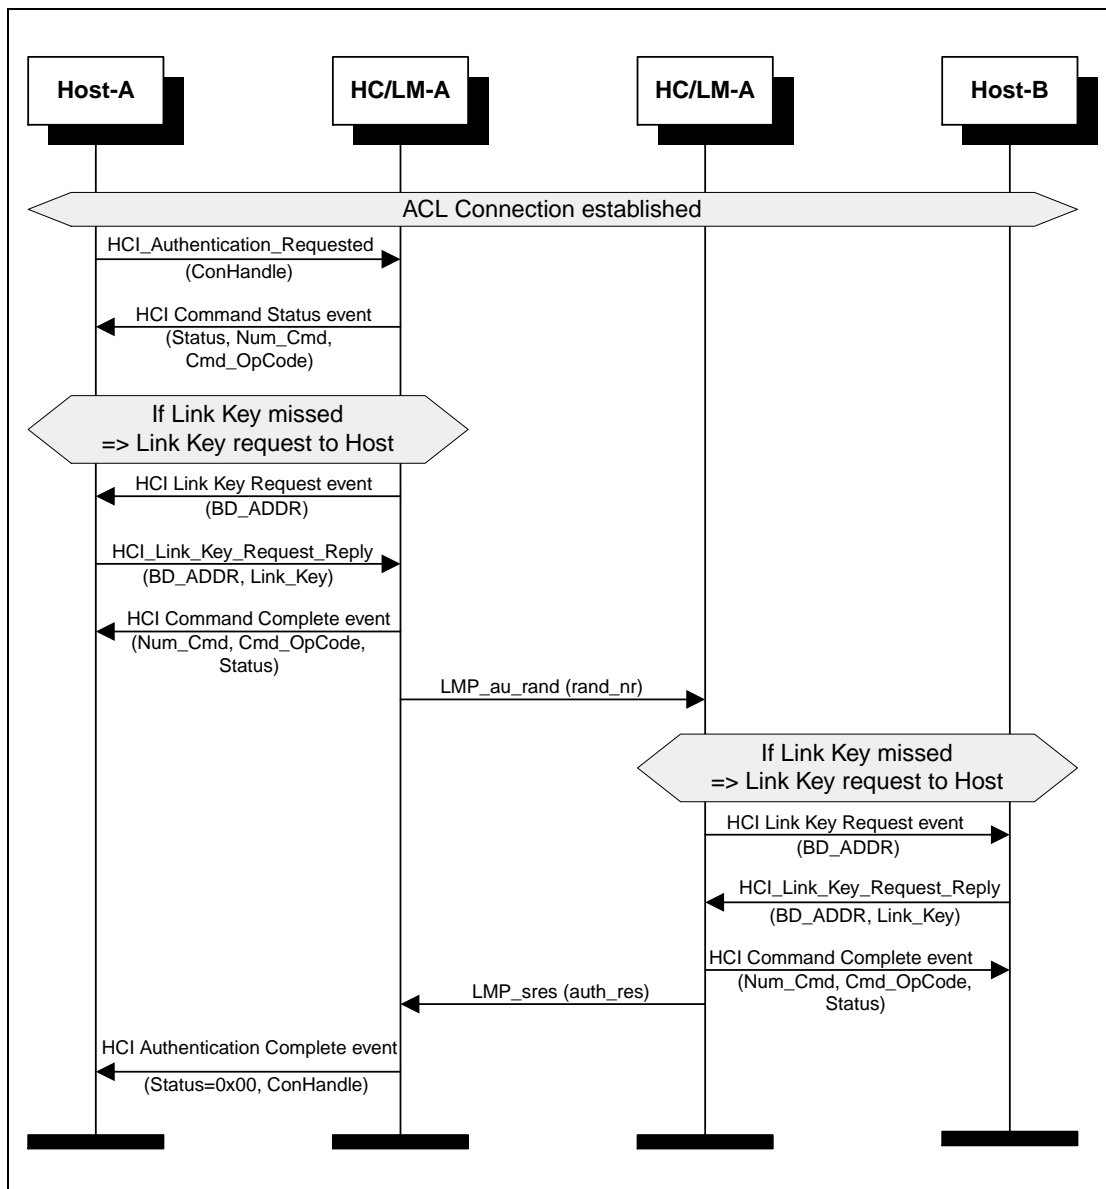 Host-A
HC/LM-A
HC/LM-A
Host-B
ACL Connection established
HCI_Authentication_Requested
(ConHandle)
HCI Command Status event
(Status, Num_Cmd,
Cmd_OpCode)
If Link Key missed
=> Link Key request to Host
HCI Link Key Request event
(BD_ADDR)
HCI_Link_Key_Request_Reply
(BD_ADDR, Link_Key)
HCI Command Complete event
(Num_Cmd, Cmd_OpCode,
Status)
LMP_au_rand (rand_nr)
If Link Key missed
=> Link Key request to Host
HCI Link Key Request event
(BD_ADDR)
HCI_Link_Key_Request_Reply
(BD_ADDR, Link_Key)
HCI Command Complete event
(Num_Cmd, Cmd_OpCode,
Status)
LMP_sres (auth_res)
HCI Authentication Complete event
(Status=0x00, ConHandle)